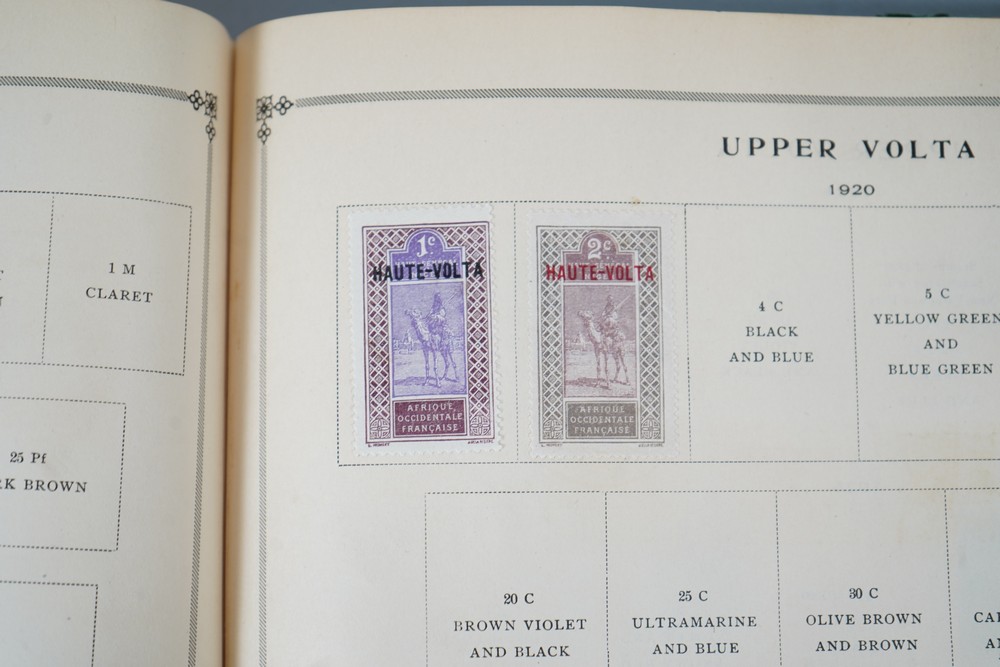 1 M
CLARET
25 Pf
BROWN
UPPER VOLTA
1920
1c
HAUTE-VOLTA
AFRIQUE
OCCIDENTALE
FRANÇAISE
2c
HAUTE-VOLTA
AFRIQUE
OCCIDENTALE
FRANÇAISE
4 C
BLACK
AND BLUE
5 C
YELLOW GREEN
AND
BLUE GREEN
20 C
BROWN VIOLET
AND BLACK
25 C
ULTRAMARINE
AND BLUE
30 C
OLIVE BROWN
AND BROWN